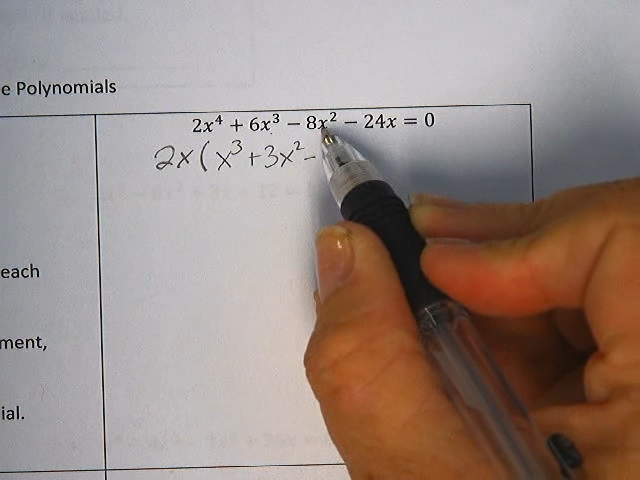 e Polynomials
2x⁴ + 6x³ − 8x² − 24x = 0
2x(x³+3x²−
each
ment,
ial.